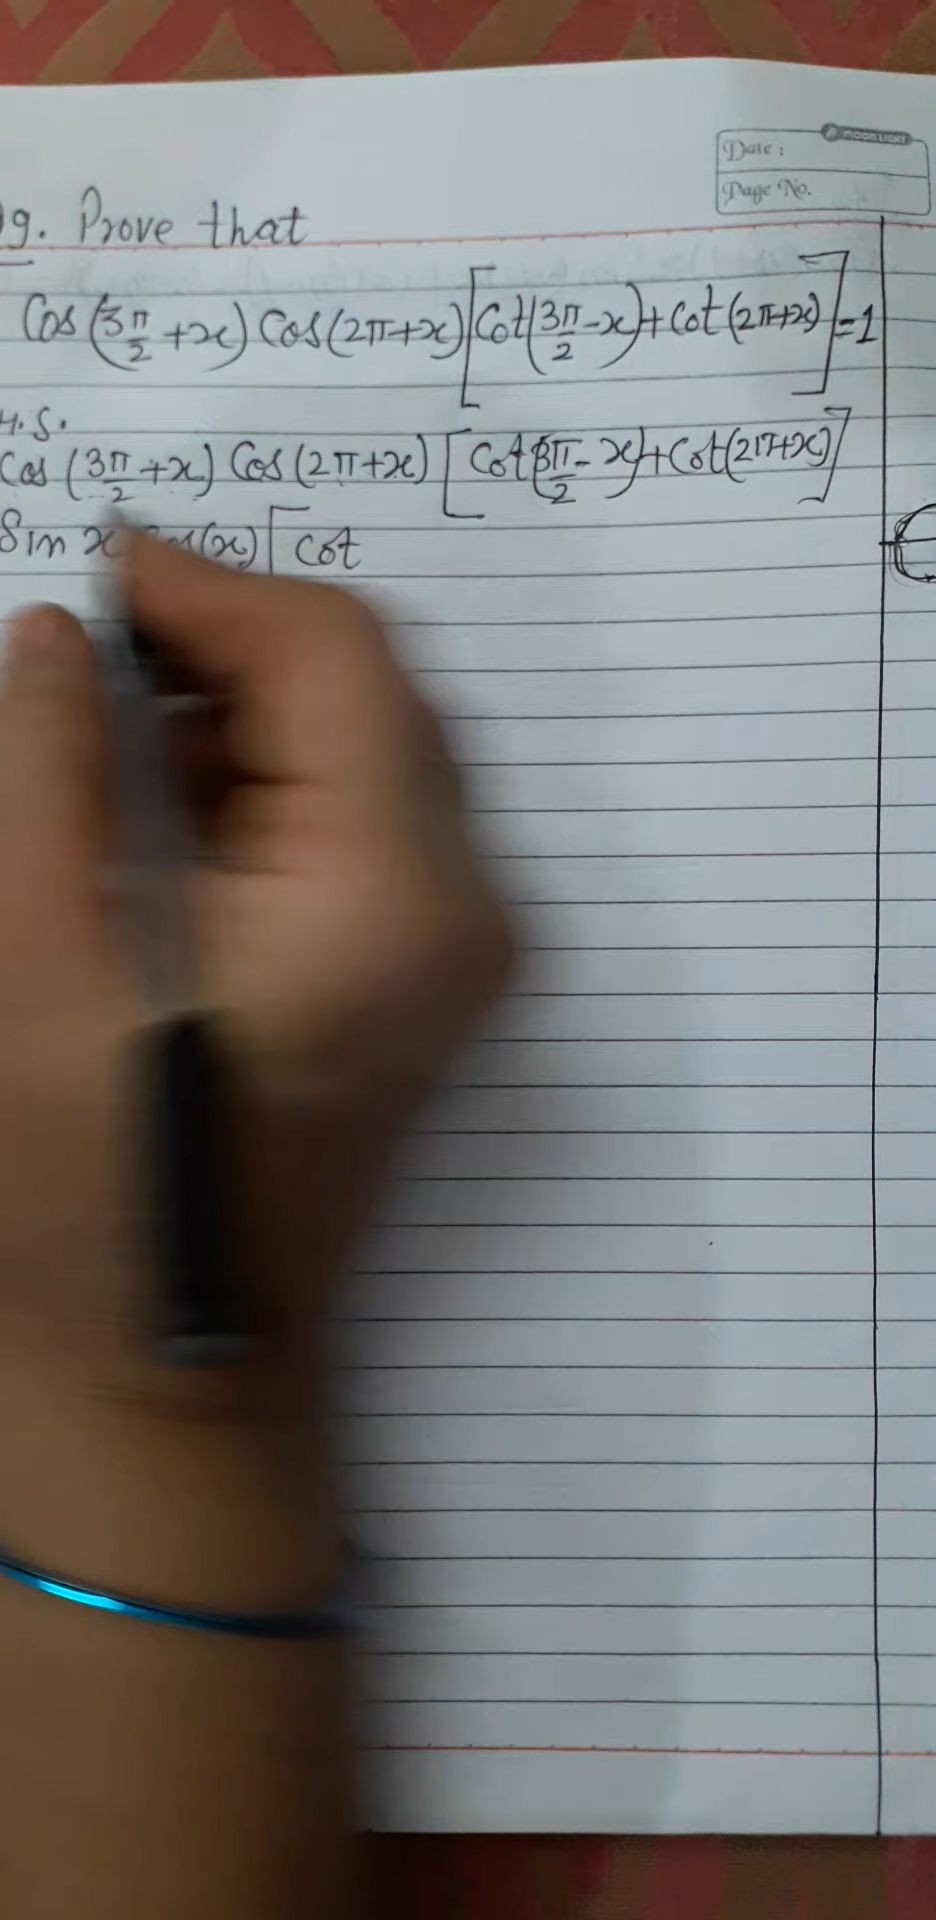 MOONLIGHT
Date :
Page No.
9. Prove that
Cos (3π/2 + x) Cos (2π+x) [Cot (3π/2 - x) + Cot (2π+x)] = 1
H.S.
Cos (3π/2 + x) Cos (2π+x) [Cot (3π/2 - x) + Cot (2π+x)]
Sin x (x) [Cot